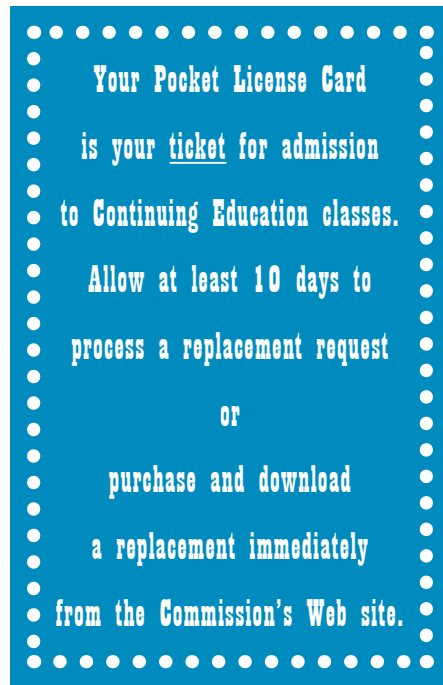 Your Pocket License Card
is your ticket for admission
to Continuing Education classes.
Allow at least 10 days to
process a replacement request
or
purchase and download
a replacement immediately
from the Commission's Web site.